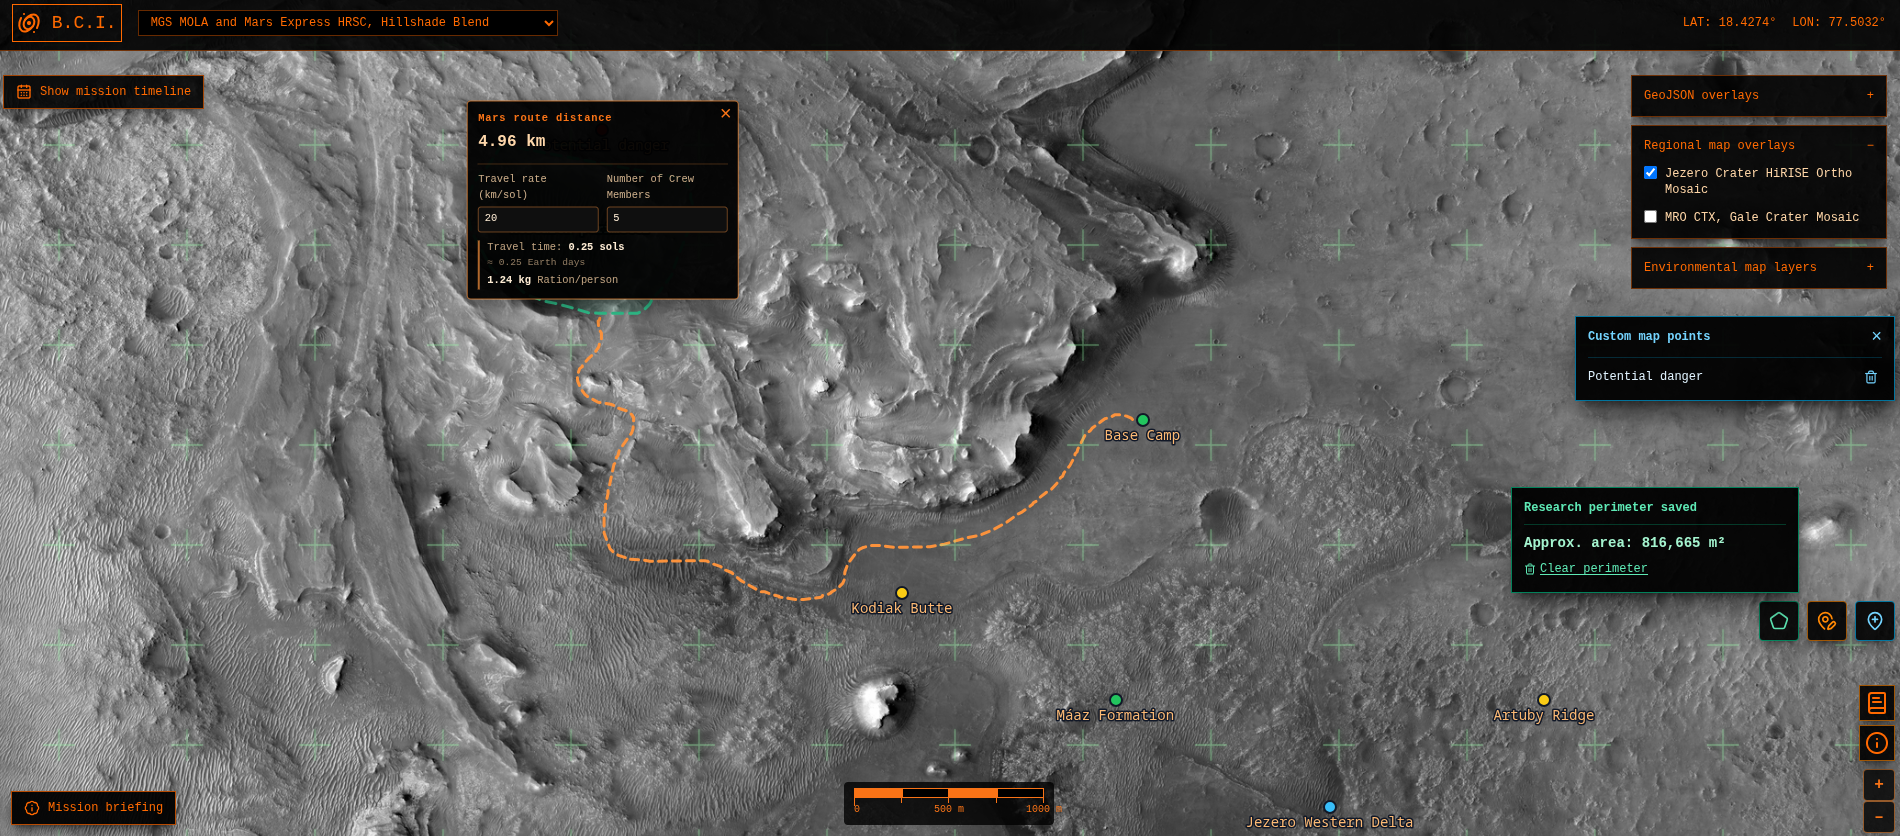 B.C.I.
MGS MOLA and Mars Express HRSC, Hillshade Blend
LAT: 18.4274° LON: 77.5032°
Show mission timeline
Mars route distance
4.96 km
Travel rate (km/sol)
Number of Crew Members
20
5
Travel time: 0.25 sols
≈ 0.25 Earth days
1.24 kg Ration/person
GeoJSON overlays +
Regional map overlays −
Jezero Crater HiRISE Ortho
Mosaic
MRO CTX, Gale Crater Mosaic
Environmental map layers +
Custom map points ×
Potential danger
Base Camp
Research perimeter saved
Approx. area: 816,665 m²
Clear perimeter
Kodiak Butte
Máaz Formation
Artuby Ridge
Jezero Western Delta
Mission briefing
0 500 m 1000 m
+
−